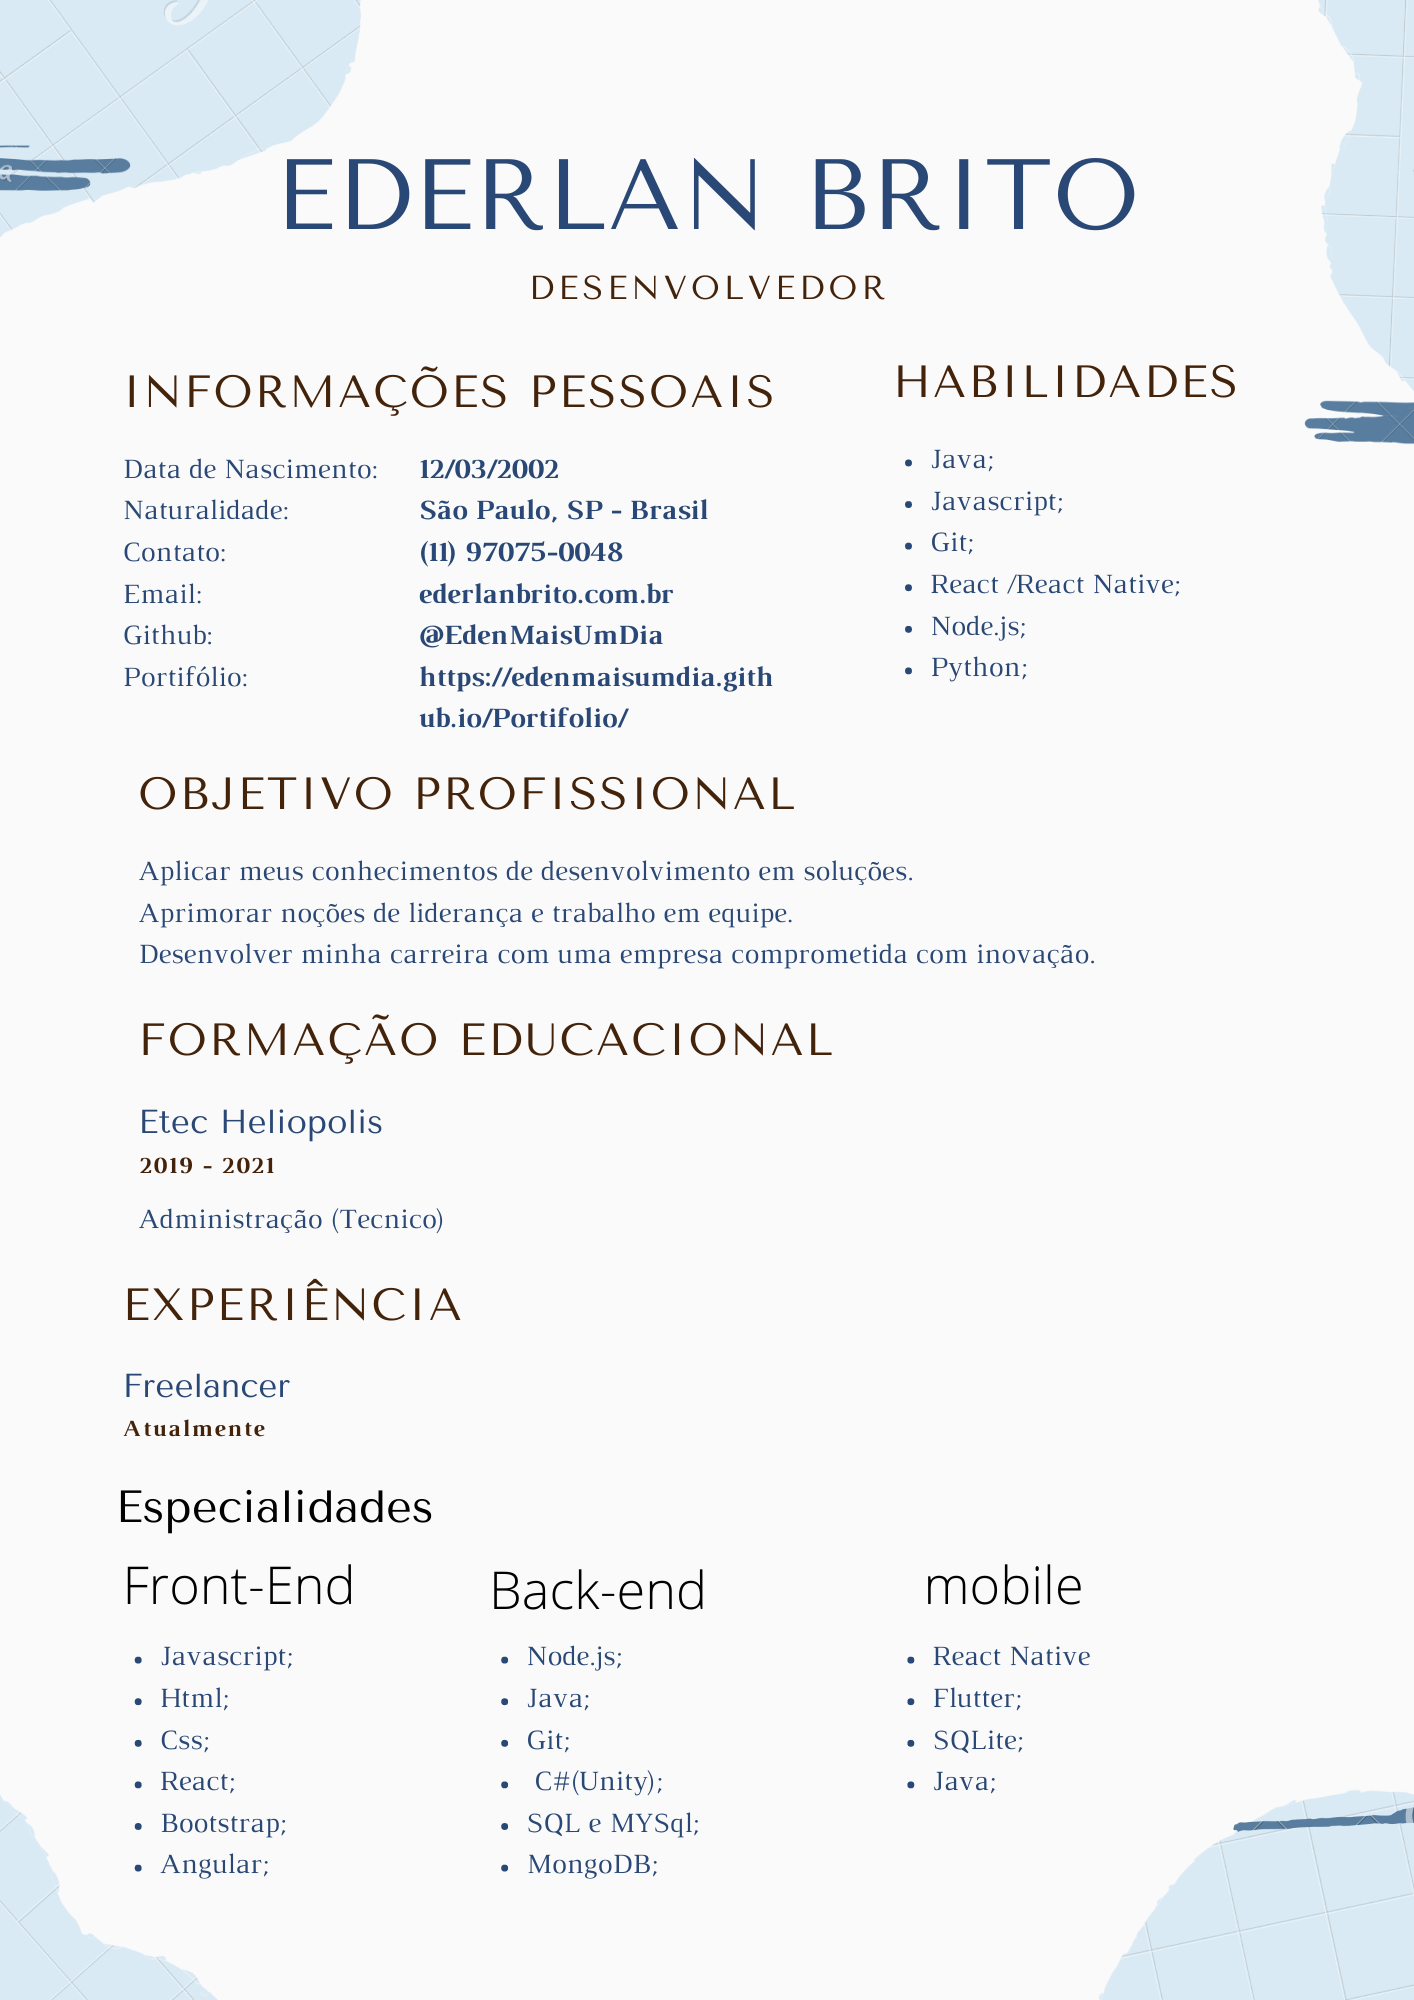 EDERLAN BRITO
DESENVOLVEDOR
INFORMAÇÕES PESSOAIS
Data de Nascimento: 12/03/2002
Naturalidade: São Paulo, SP - Brasil
Contato: (11) 97075-0048
Email: ederlanbrito.com.br
Github: @EdenMaisUmDia
Portifólio: https://edenmaisumdia.gith
ub.io/Portifolio/
HABILIDADES
• Java;
• Javascript;
• Git;
• React /React Native;
• Node.js;
• Python;
OBJETIVO PROFISSIONAL
Aplicar meus conhecimentos de desenvolvimento em soluções.
Aprimorar noções de liderança e trabalho em equipe.
Desenvolver minha carreira com uma empresa comprometida com inovação.
FORMAÇÃO EDUCACIONAL
Etec Heliopolis
2019 - 2021
Administração (Tecnico)
EXPERIÊNCIA
Freelancer
Atualmente
Especialidades
Front-End
• Javascript;
• Html;
• Css;
• React;
• Bootstrap;
• Angular;
Back-end
• Node.js;
• Java;
• Git;
• C#(Unity);
• SQL e MYSql;
• MongoDB;
mobile
• React Native
• Flutter;
• SQLite;
• Java;